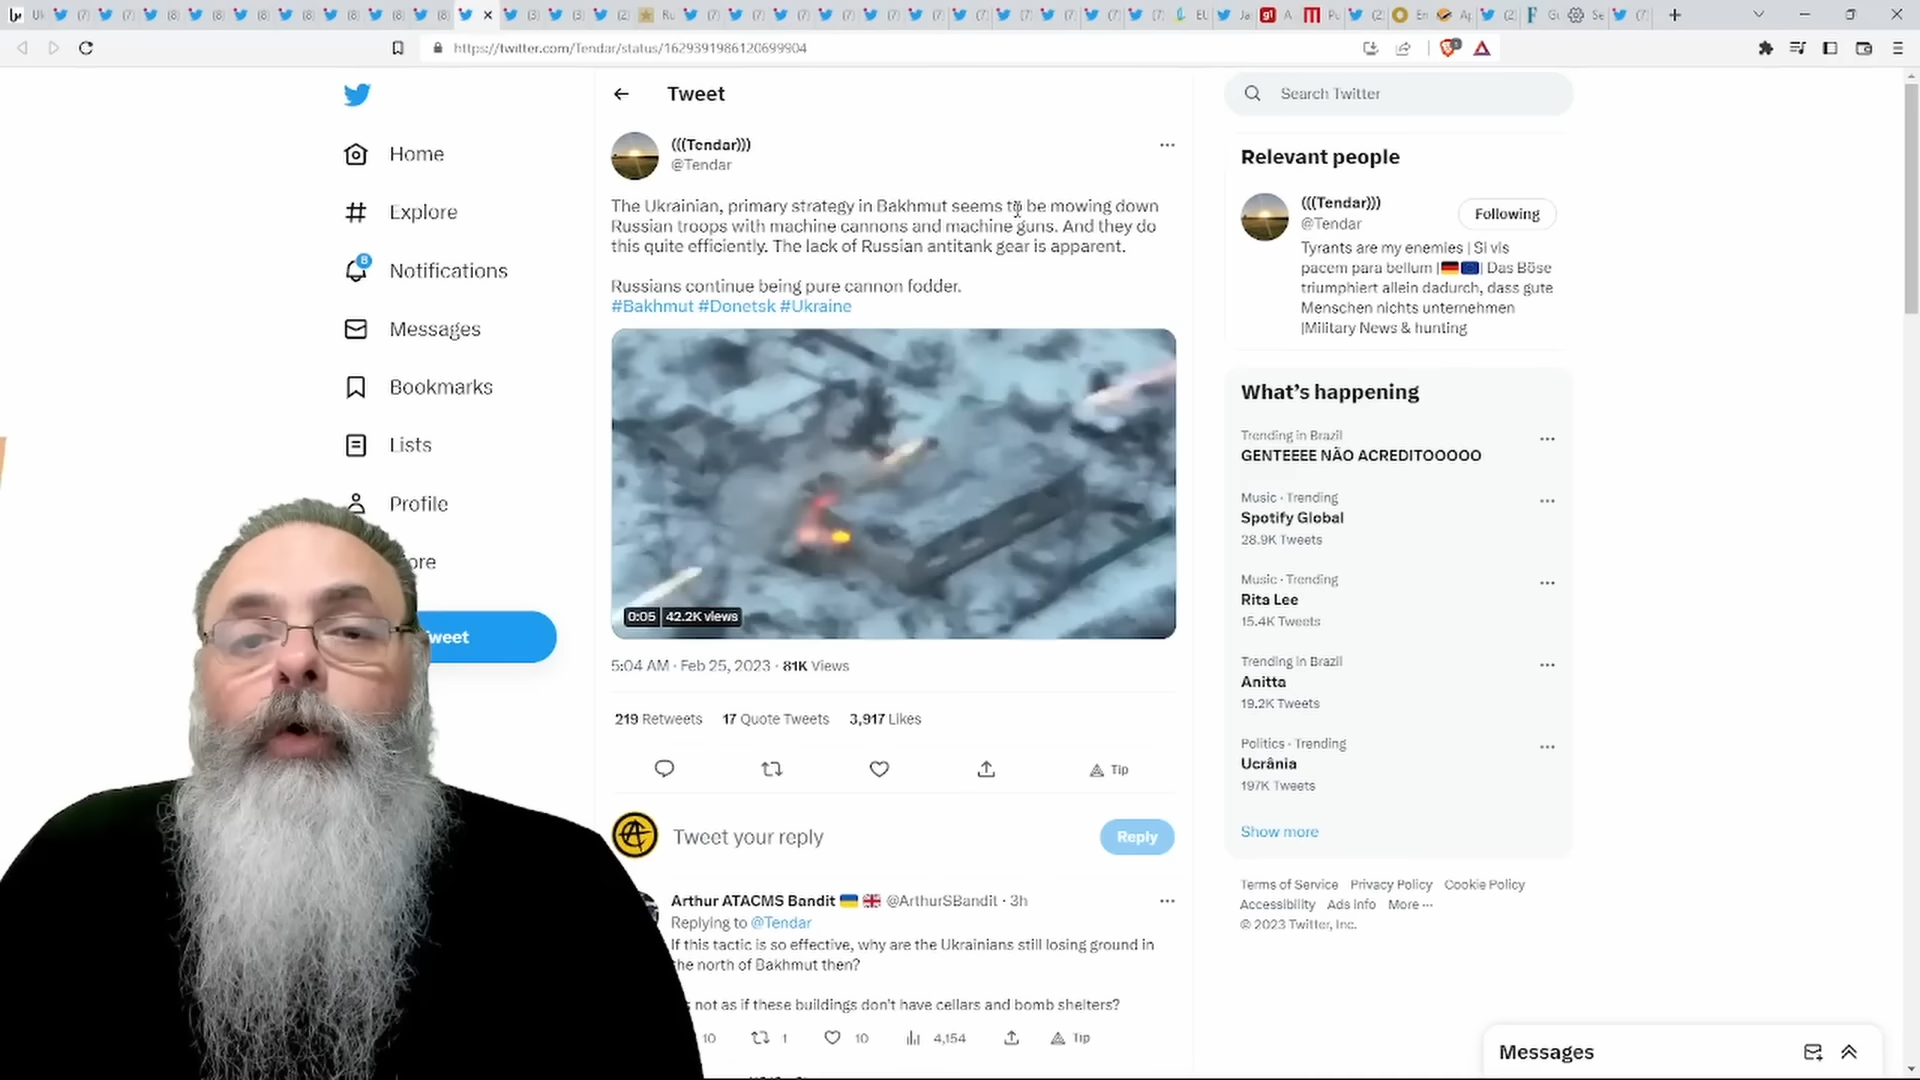 https://twitter.com/Tendar/status/1629391986120699904
Home
Explore
8
Notifications
Messages
Bookmarks
Lists
Profile
Tweet
(((Tendar)))
@Tendar
The Ukrainian, primary strategy in Bakhmut seems to be mowing down
Russian troops with machine cannons and machine guns. And they do
this quite efficiently. The lack of Russian antitank gear is apparent.
Russians continue being pure cannon fodder.
#Bakhmut #Donetsk #Ukraine
0:05 42.2K views
5:04 AM · Feb 25, 2023 · 81K Views
219 Retweets 17 Quote Tweets 3,917 Likes
Tip
Tweet your reply
Reply
Arthur ATACMS Bandit @ArthurSBandit · 3h
Replying to @Tendar
If this tactic is so effective, why are the Ukrainians still losing ground in
the north of Bakhmut then?
not as if these buildings don't have cellars and bomb shelters?
10 1 10 4,154 Tip
Search Twitter
Relevant people
(((Tendar)))
@Tendar
Following
Tyrants are my enemies | Si vis
pacem para bellum | | Das Böse
triumphiert allein dadurch, dass gute
Menschen nichts unternehmen
|Military News & hunting
What's happening
Trending in Brazil
GENTEEEE NÃO ACREDITOOOOO
Music · Trending
Spotify Global
28.9K Tweets
Music · Trending
Rita Lee
15.4K Tweets
Trending in Brazil
Anitta
19.2K Tweets
Politics · Trending
Ucrânia
197K Tweets
Show more
Terms of Service Privacy Policy Cookie Policy
Accessibility Ads info More ···
© 2023 Twitter, Inc.
Messages